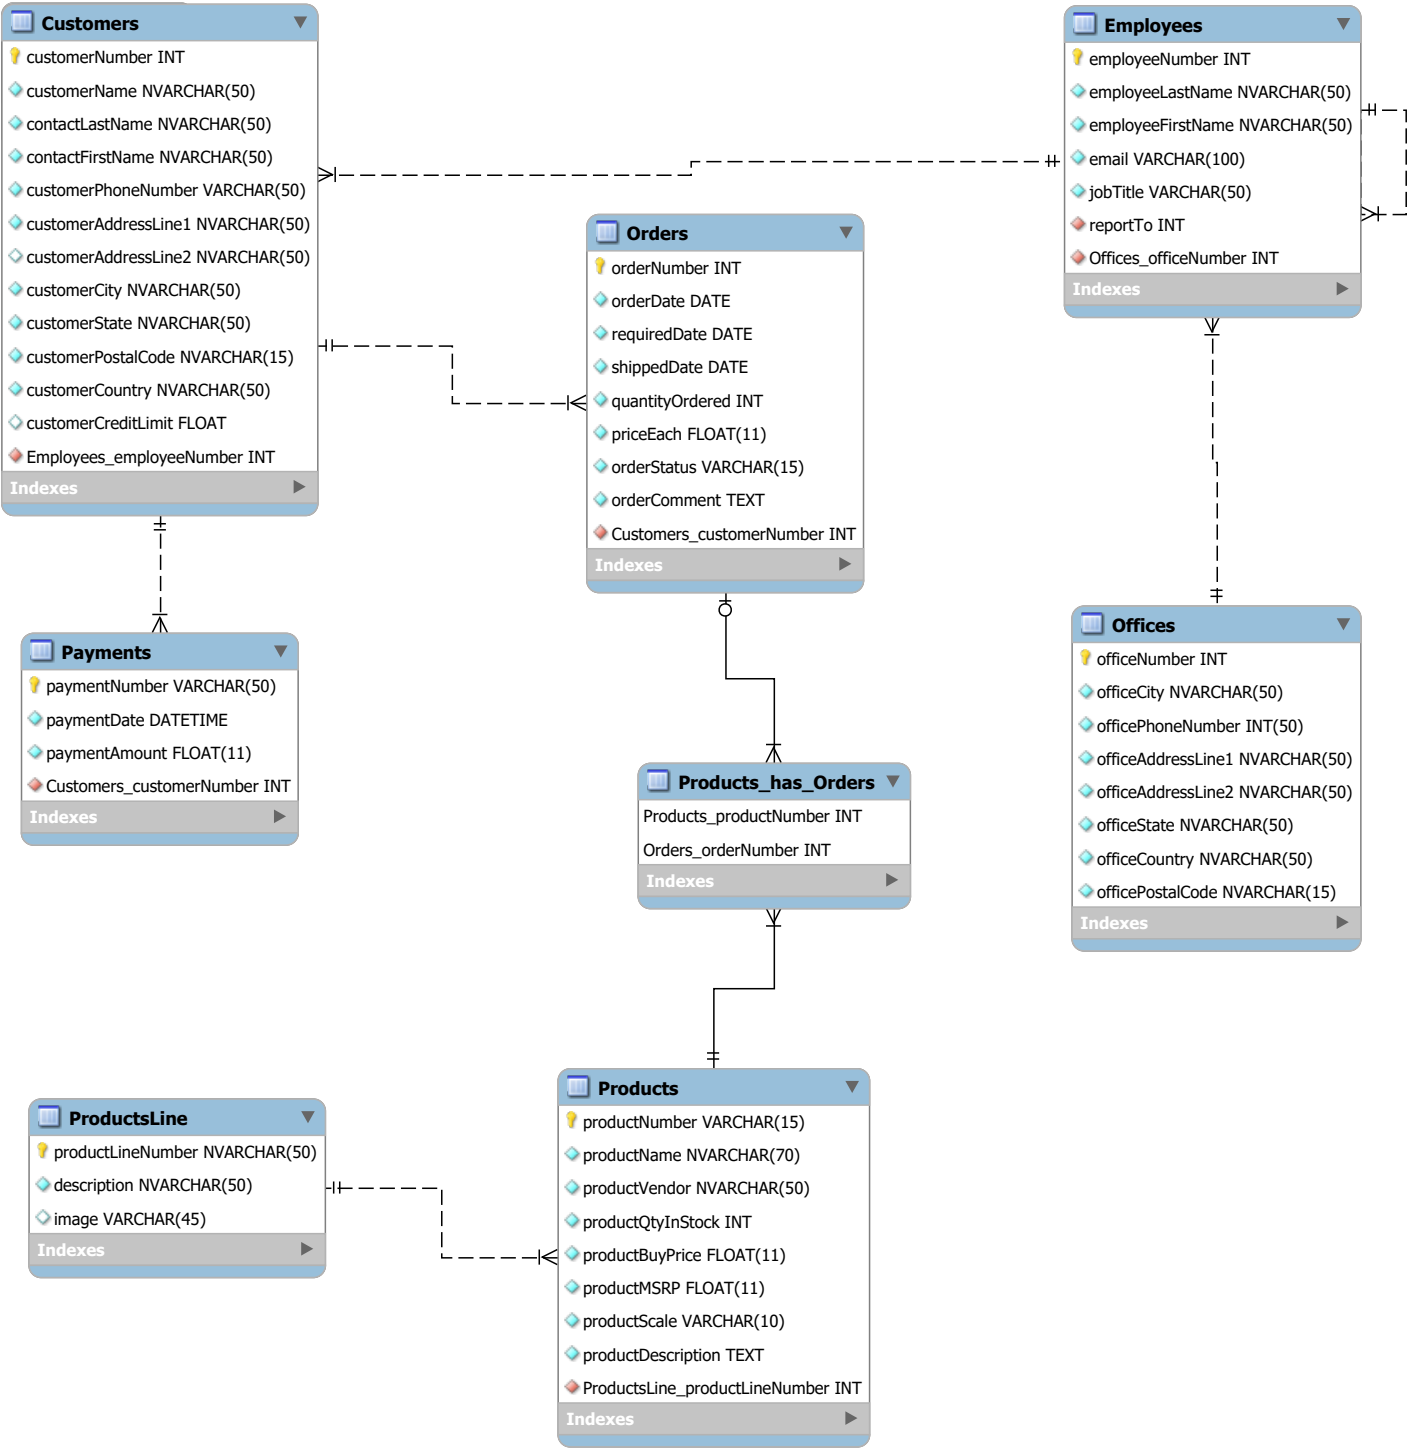 Customers
customerNumber INT
customerName NVARCHAR(50)
contactLastName NVARCHAR(50)
contactFirstName NVARCHAR(50)
customerPhoneNumber VARCHAR(50)
customerAddressLine1 NVARCHAR(50)
customerAddressLine2 NVARCHAR(50)
customerCity NVARCHAR(50)
customerState NVARCHAR(50)
customerPostalCode NVARCHAR(15)
customerCountry NVARCHAR(50)
customerCreditLimit FLOAT
Employees_employeeNumber INT
Indexes
Employees
employeeNumber INT
employeeLastName NVARCHAR(50)
employeeFirstName NVARCHAR(50)
email VARCHAR(100)
jobTitle VARCHAR(50)
reportTo INT
Offices_officeNumber INT
Indexes
Orders
orderNumber INT
orderDate DATE
requiredDate DATE
shippedDate DATE
quantityOrdered INT
priceEach FLOAT(11)
orderStatus VARCHAR(15)
orderComment TEXT
Customers_customerNumber INT
Indexes
Payments
paymentNumber VARCHAR(50)
paymentDate DATETIME
paymentAmount FLOAT(11)
Customers_customerNumber INT
Indexes
Offices
officeNumber INT
officeCity NVARCHAR(50)
officePhoneNumber INT(50)
officeAddressLine1 NVARCHAR(50)
officeAddressLine2 NVARCHAR(50)
officeState NVARCHAR(50)
officeCountry NVARCHAR(50)
officePostalCode NVARCHAR(15)
Indexes
Products_has_Orders
Products_productNumber INT
Orders_orderNumber INT
Indexes
ProductsLine
productLineNumber NVARCHAR(50)
description NVARCHAR(50)
image VARCHAR(45)
Indexes
Products
productNumber VARCHAR(15)
productName NVARCHAR(70)
productVendor NVARCHAR(50)
productQtyInStock INT
productBuyPrice FLOAT(11)
productMSRP FLOAT(11)
productScale VARCHAR(10)
productDescription TEXT
ProductsLine_productLineNumber INT
Indexes